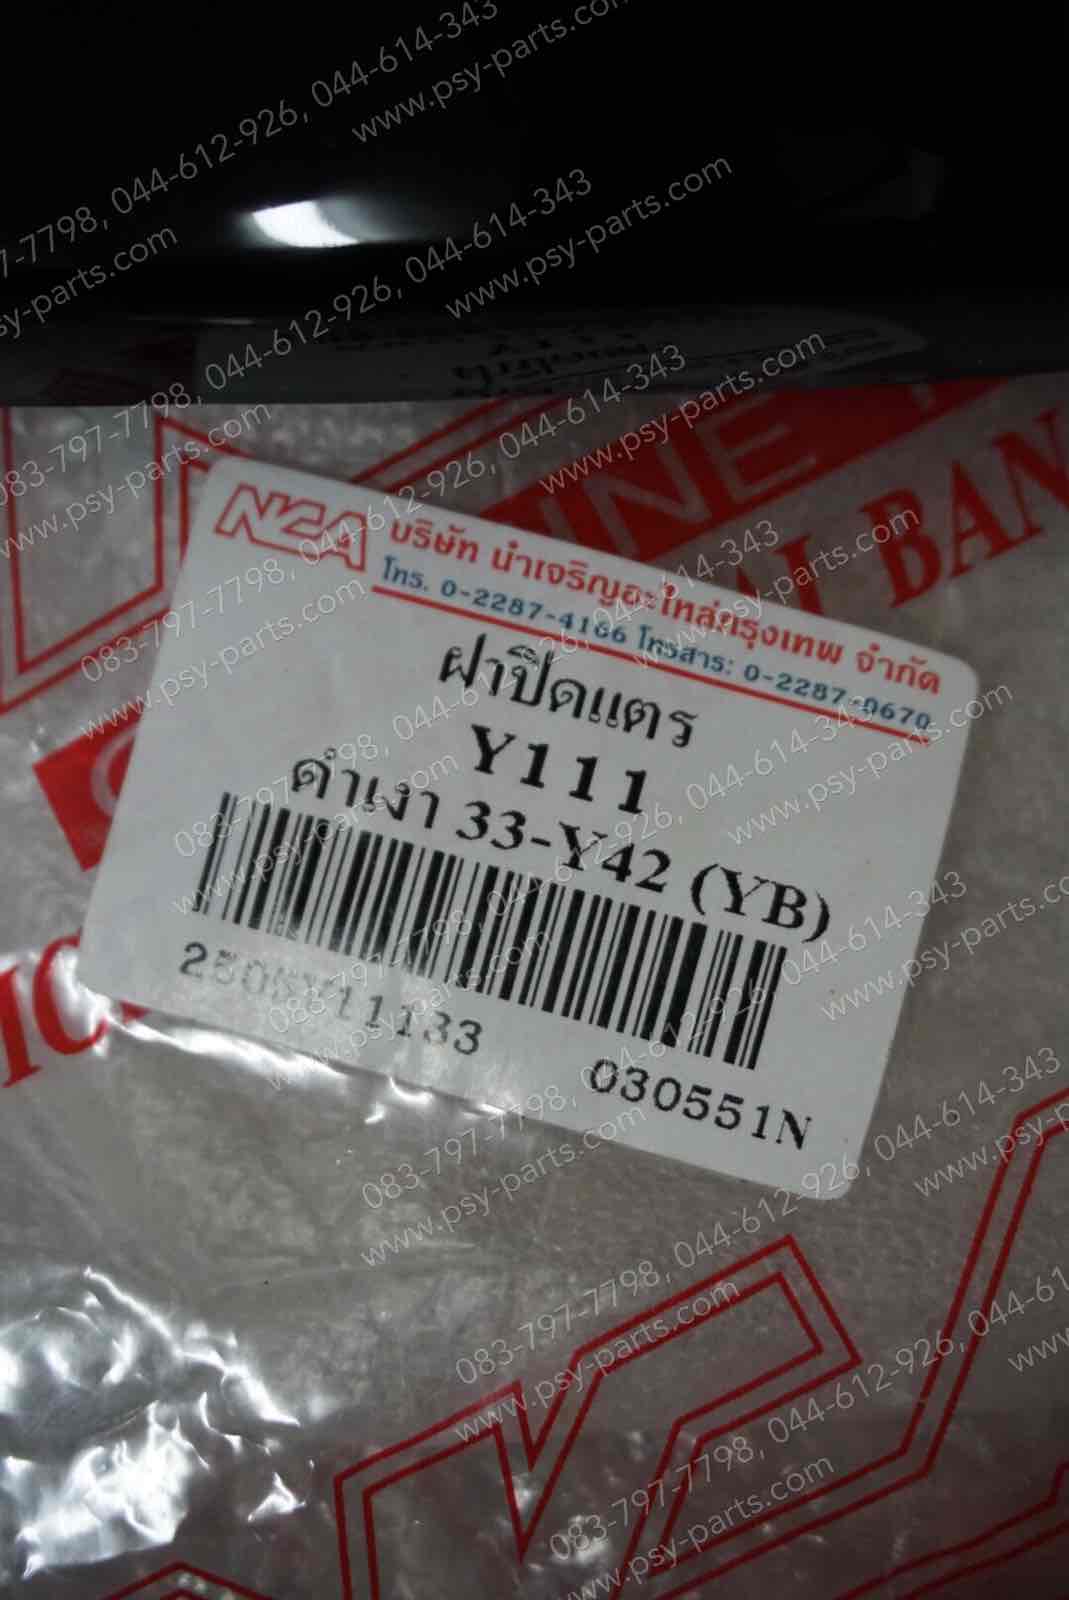 NCA บริษัท นำเจริญอะไหล่กรุงเทพ จำกัด
โทร. 0-2287-4166 โทรสาร: 0-2287-0670
ฝาปิดแตร
Y111
ดำเงา 33-Y42 (YB)
2505Y11133
030551N
BAN
083-797-7798, 044-612-926, 044-614-343
www.psy-parts.com